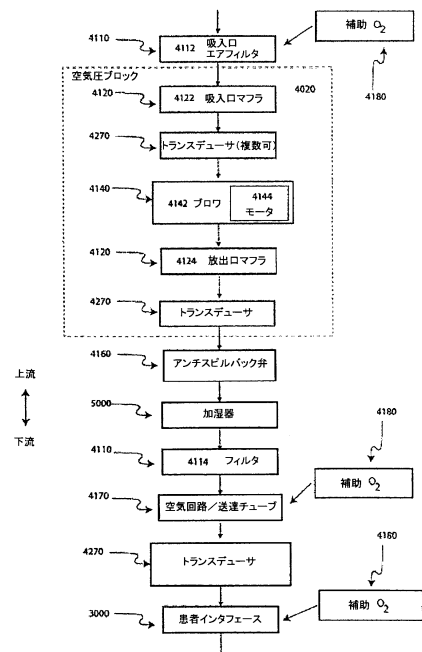 4110
4112 吸入口
エアフィルタ
補助 O2
4180
空気圧ブロック
4020
4120
4122 吸入口マフラ
4270
トランスデューサ(複数可)
4140
4142 ブロワ
4144
モータ
4120
4124 放出口マフラ
4270
トランスデューサ
4160
アンチスピルバック弁
上流
下流
5000
加湿器
4110
4114 フィルタ
4180
補助 O2
4170
空気回路/送達チューブ
4270
トランスデューサ
4180
補助 O2
3000
患者インタフェース